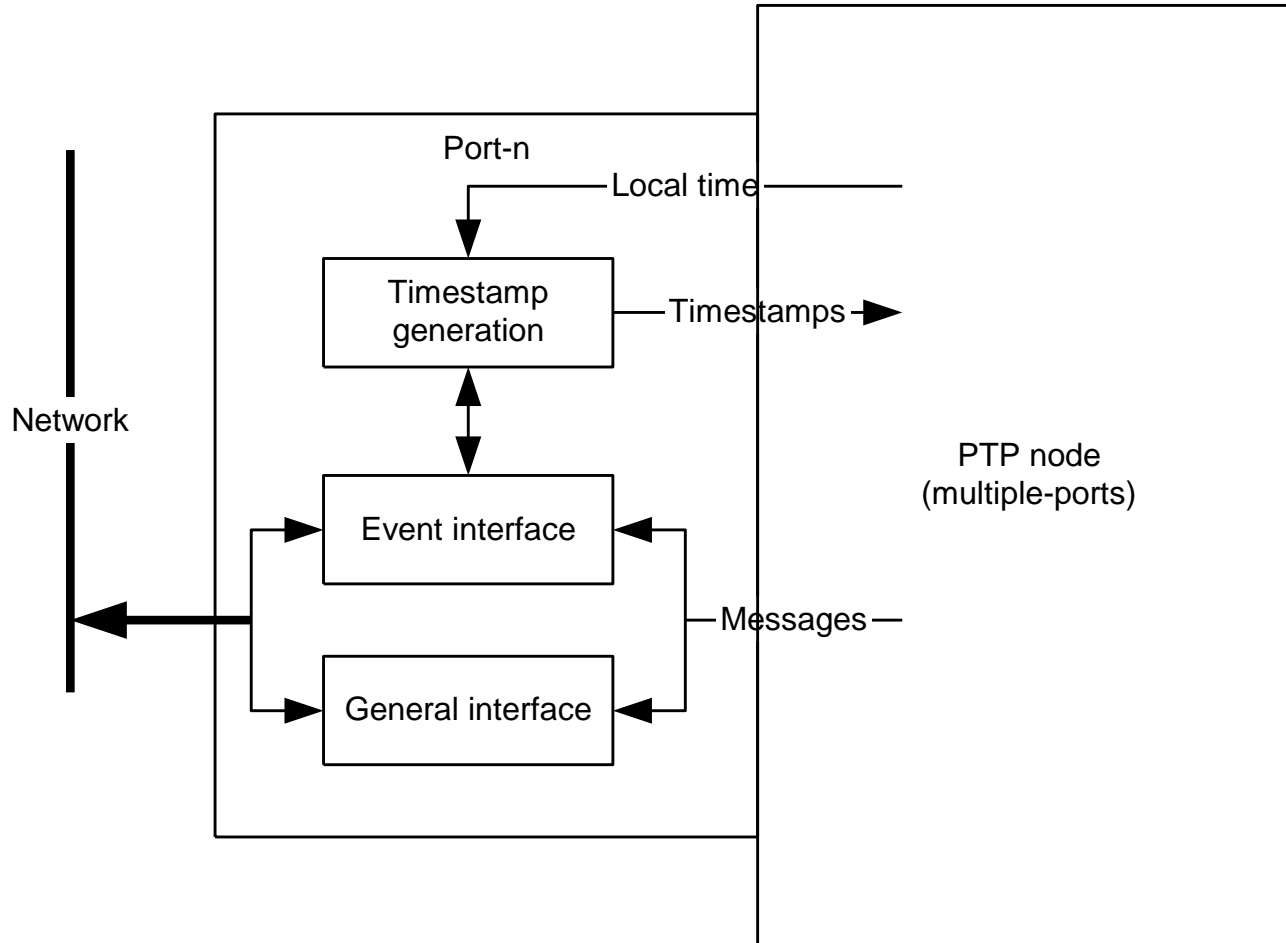 Port-n
Local time
Timestamp
generation
Timestamps
Network
PTP node
(multiple-ports)
Event interface
Messages
General interface